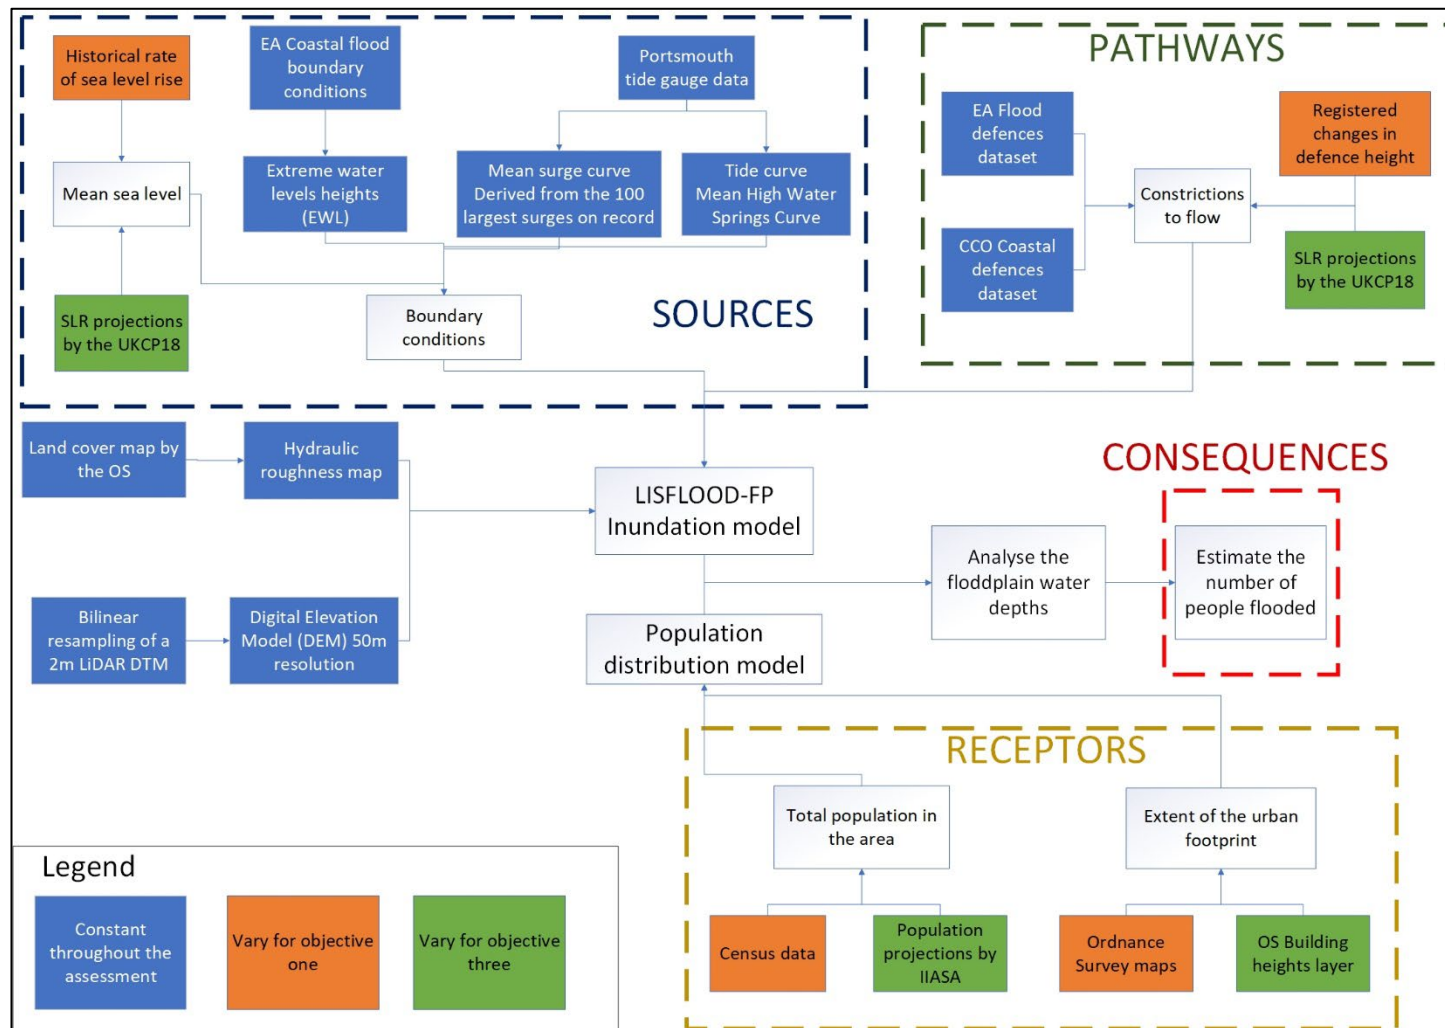 Historical rate
of sea level rise
EA Coastal flood
boundary
conditions
Portsmouth
tide gauge data
Mean sea level
Extreme water
levels heights
(EWL)
Mean surge curve
Derived from the 100
largest surges on record
Tide curve
Mean High Water
Springs Curve
SLR projections
by the UKCP18
Boundary
conditions
SOURCES
PATHWAYS
EA Flood
defences
dataset
Registered
changes in
defence height
Constrictions
to flow
CCO Coastal
defences
dataset
SLR projections
by the UKCP18
Land cover map by
the OS
Hydraulic
roughness map
LISFLOOD-FP
Inundation model
CONSEQUENCES
Analyse the
floddplain water
depths
Estimate the
number of
people flooded
Bilinear
resampling of a
2m LiDAR DTM
Digital Elevation
Model (DEM) 50m
resolution
Population
distribution model
RECEPTORS
Total population in
the area
Extent of the urban
footprint
Census data
Population
projections by
IIASA
Ordnance
Survey maps
OS Building
heights layer
Legend
Constant
throughout the
assessment
Vary for objective
one
Vary for objective
three